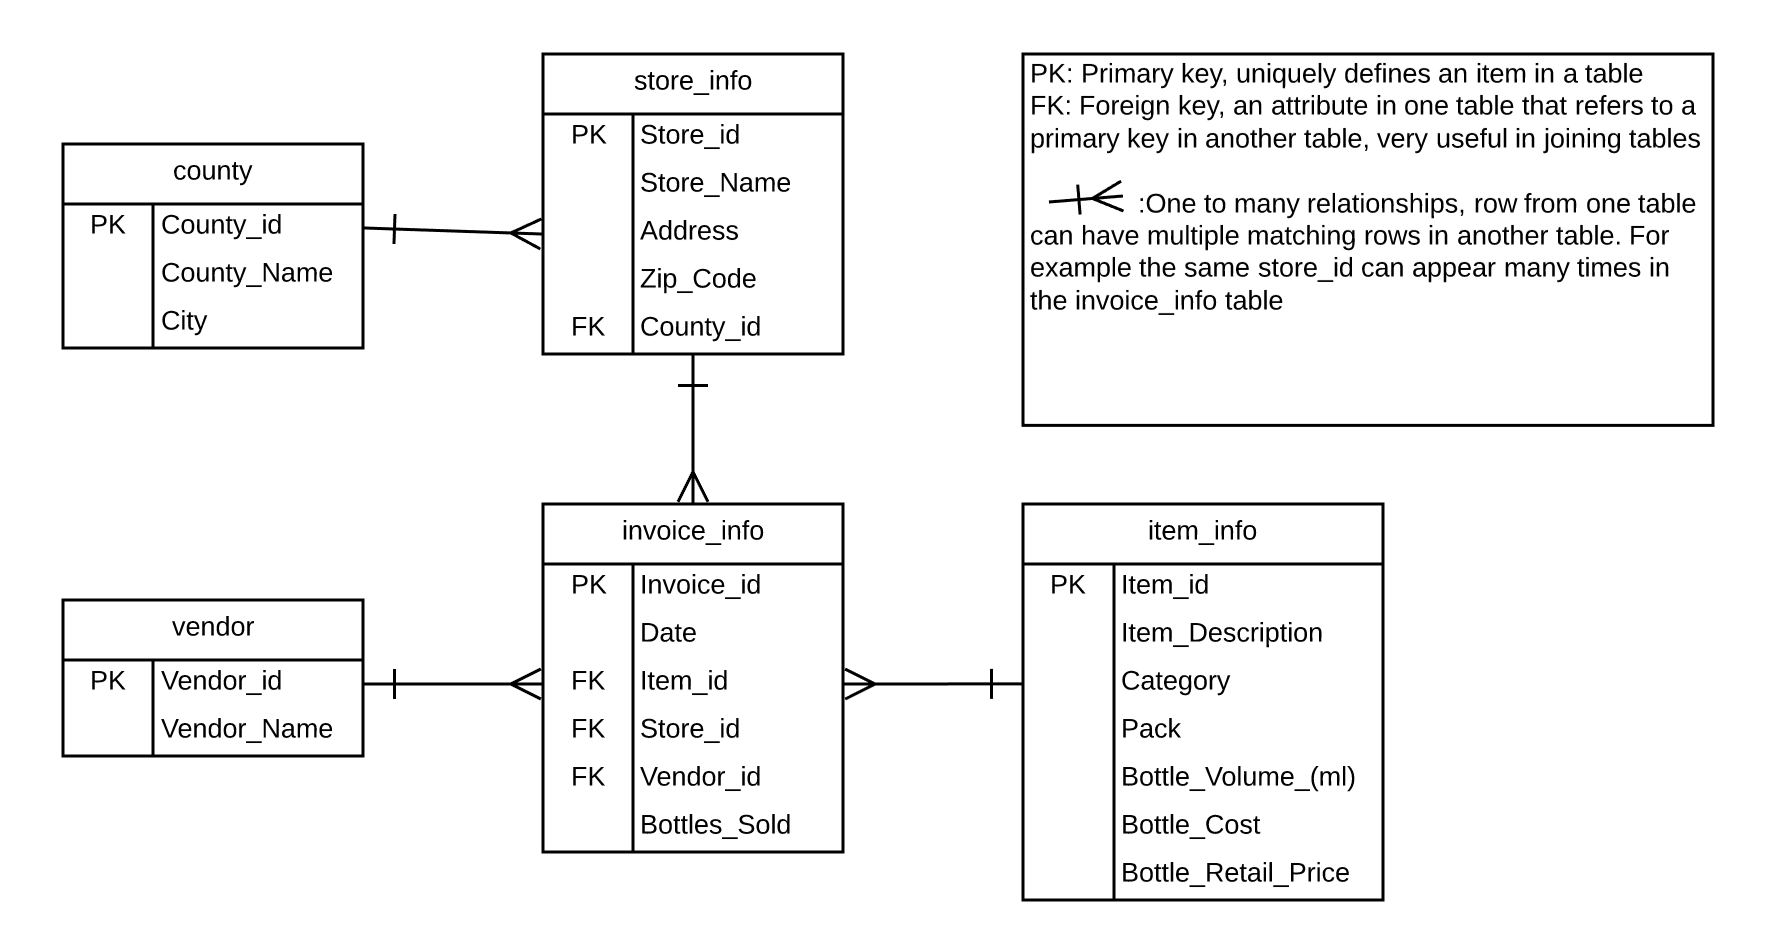 store_info
PK Store_id
Store_Name
Address
Zip_Code
FK County_id
PK: Primary key, uniquely defines an item in a table
FK: Foreign key, an attribute in one table that refers to a
primary key in another table, very useful in joining tables
:One to many relationships, row from one table
can have multiple matching rows in another table. For
example the same store_id can appear many times in
the invoice_info table
county
PK County_id
County_Name
City
invoice_info
PK Invoice_id
Date
FK Item_id
FK Store_id
FK Vendor_id
Bottles_Sold
item_info
PK Item_id
Item_Description
Category
Pack
Bottle_Volume_(ml)
Bottle_Cost
Bottle_Retail_Price
vendor
PK Vendor_id
Vendor_Name